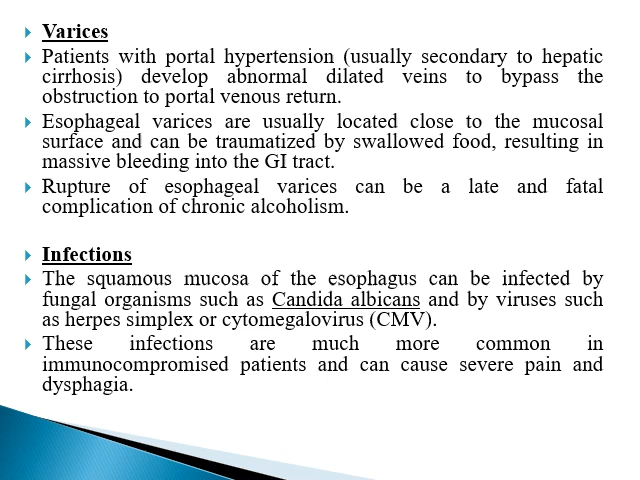 Varices
Patients with portal hypertension (usually secondary to hepatic
cirrhosis) develop abnormal dilated veins to bypass the
obstruction to portal venous return.
Esophageal varices are usually located close to the mucosal
surface and can be traumatized by swallowed food, resulting in
massive bleeding into the GI tract.
Rupture of esophageal varices can be a late and fatal
complication of chronic alcoholism.
Infections
The squamous mucosa of the esophagus can be infected by
fungal organisms such as Candida albicans and by viruses such
as herpes simplex or cytomegalovirus (CMV).
These infections are much more common in
immunocompromised patients and can cause severe pain and
dysphagia.